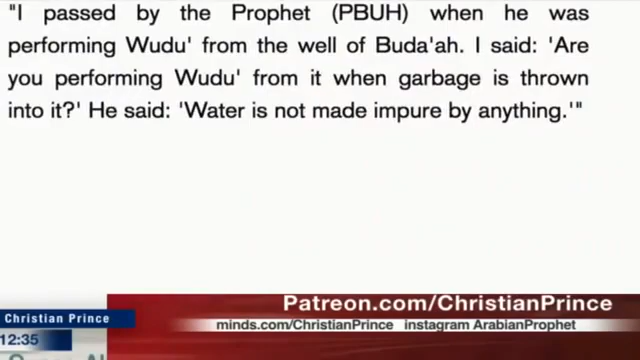 "I passed by the Prophet (PBUH) when he was
performing Wudu' from the well of Buda'ah. I said: 'Are
you performing Wudu' from it when garbage is thrown
into it?' He said: 'Water is not made impure by anything.'"
Patreon.com/ChristianPrince
Christian Prince
minds.com/ChristianPrince instagram ArabianProphet
12:35